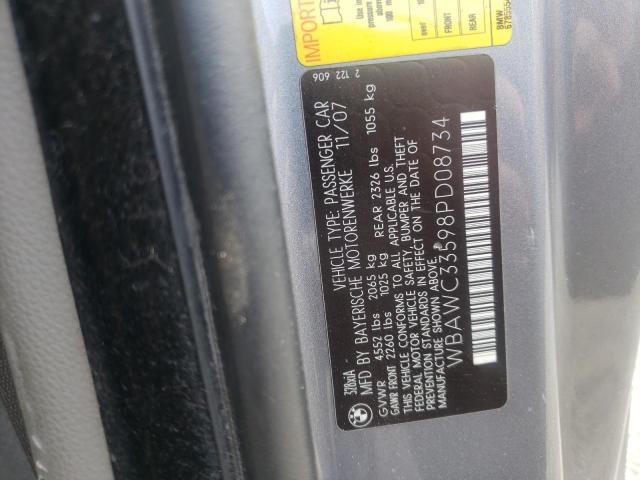 328xiA VEHICLE TYPE: PASSENGER CAR
MFD BY BAYERISCHE MOTORENWERKE 11/07
GVWR 4552 lbs 2065 kg
GAWR FRONT 2260 lbs 1025 kg REAR 2326 lbs 1055 kg
THIS VEHICLE CONFORMS TO ALL APPLICABLE U.S.
FEDERAL MOTOR VEHICLE SAFETY, BUMPER AND THEFT
PREVENTION STANDARDS IN EFFECT ON THE DATE OF
MANUFACTURE SHOWN ABOVE.
WBAWC33598PD08734
2 122 606
IMPORT
over
FRONT
REAR
BMW